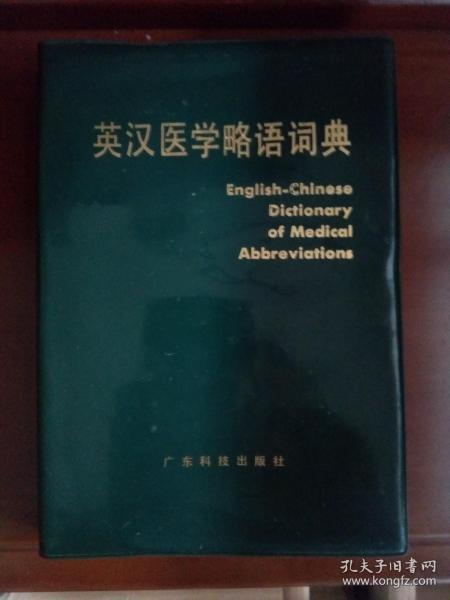 英汉医学略语词典
English-Chinese
Dictionary
of Medical
Abbreviations
广东科技出版社
孔夫子旧书网
www.kongfz.com